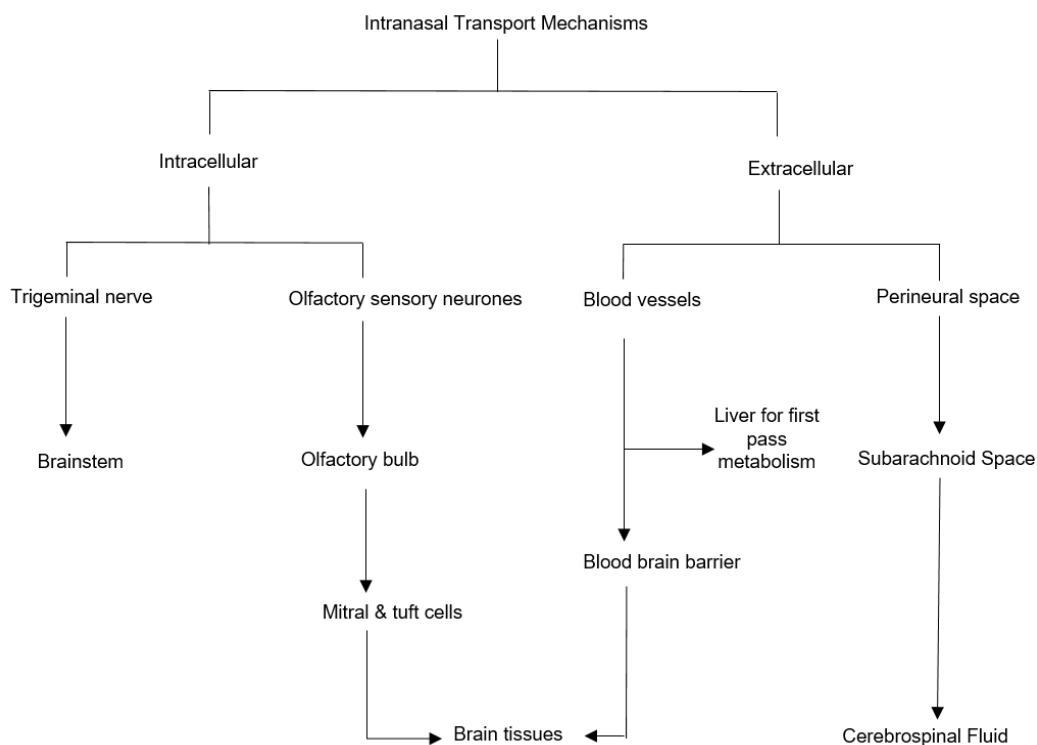 Intranasal Transport Mechanisms
Intracellular
Extracellular
Trigeminal nerve
Olfactory sensory neurones
Blood vessels
Perineural space
Liver for first
pass
metabolism
Brainstem
Olfactory bulb
Subarachnoid Space
Blood brain barrier
Mitral & tuft cells
Brain tissues
Cerebrospinal Fluid